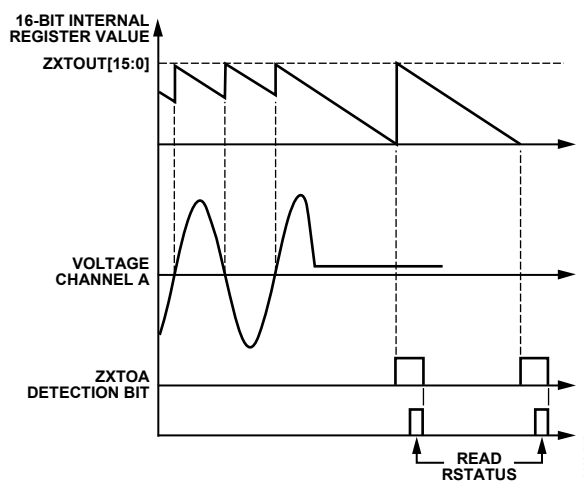 16-BIT INTERNAL
REGISTER VALUE
ZXTOUT[15:0]
VOLTAGE
CHANNEL A
ZXTOA
DETECTION BIT
READ
RSTATUS